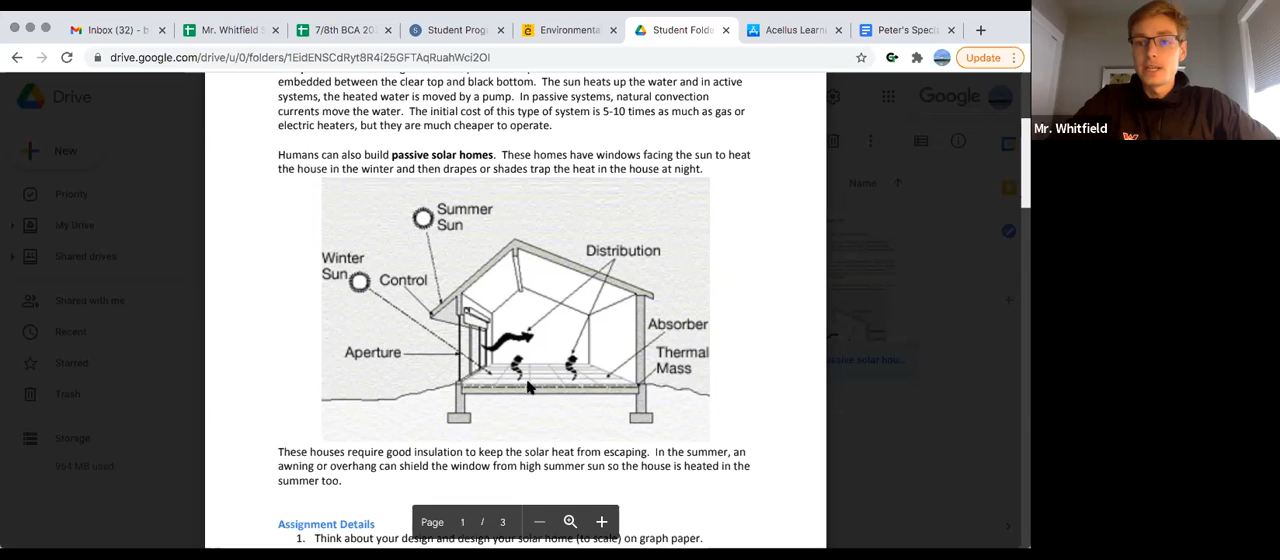 Inbox (32) - b
Mr. Whitfield S
7/8th BCA 202
Student Prog
Environmenta
Student Folde
Acellus Learni
Peter's Speci
drive.google.com/drive/u/0/folders/1EidENSCdRyt8R4i25GFTAqRuahWci2OI
Update
Drive
Google
New
Priority
My Drive
Shared drives
Shared with me
Recent
Starred
Trash
Storage
964 MB used
Name
assive solar hou...
embedded between the clear top and black bottom. The sun heats up the water and in active
systems, the heated water is moved by a pump. In passive systems, natural convection
currents move the water. The initial cost of this type of system is 5-10 times as much as gas or
electric heaters, but they are much cheaper to operate.
Humans can also build passive solar homes. These homes have windows facing the sun to heat
the house in the winter and then drapes or shades trap the heat in the house at night.
Summer
Sun
Winter
Sun
Control
Distribution
Absorber
Aperture
Thermal
Mass
These houses require good insulation to keep the solar heat from escaping. In the summer, an
awning or overhang can shield the window from high summer sun so the house is heated in the
summer too.
Assignment Details
1. Think about your design and design your solar home (to scale) on graph paper.
Page 1 / 3
Mr. Whitfield